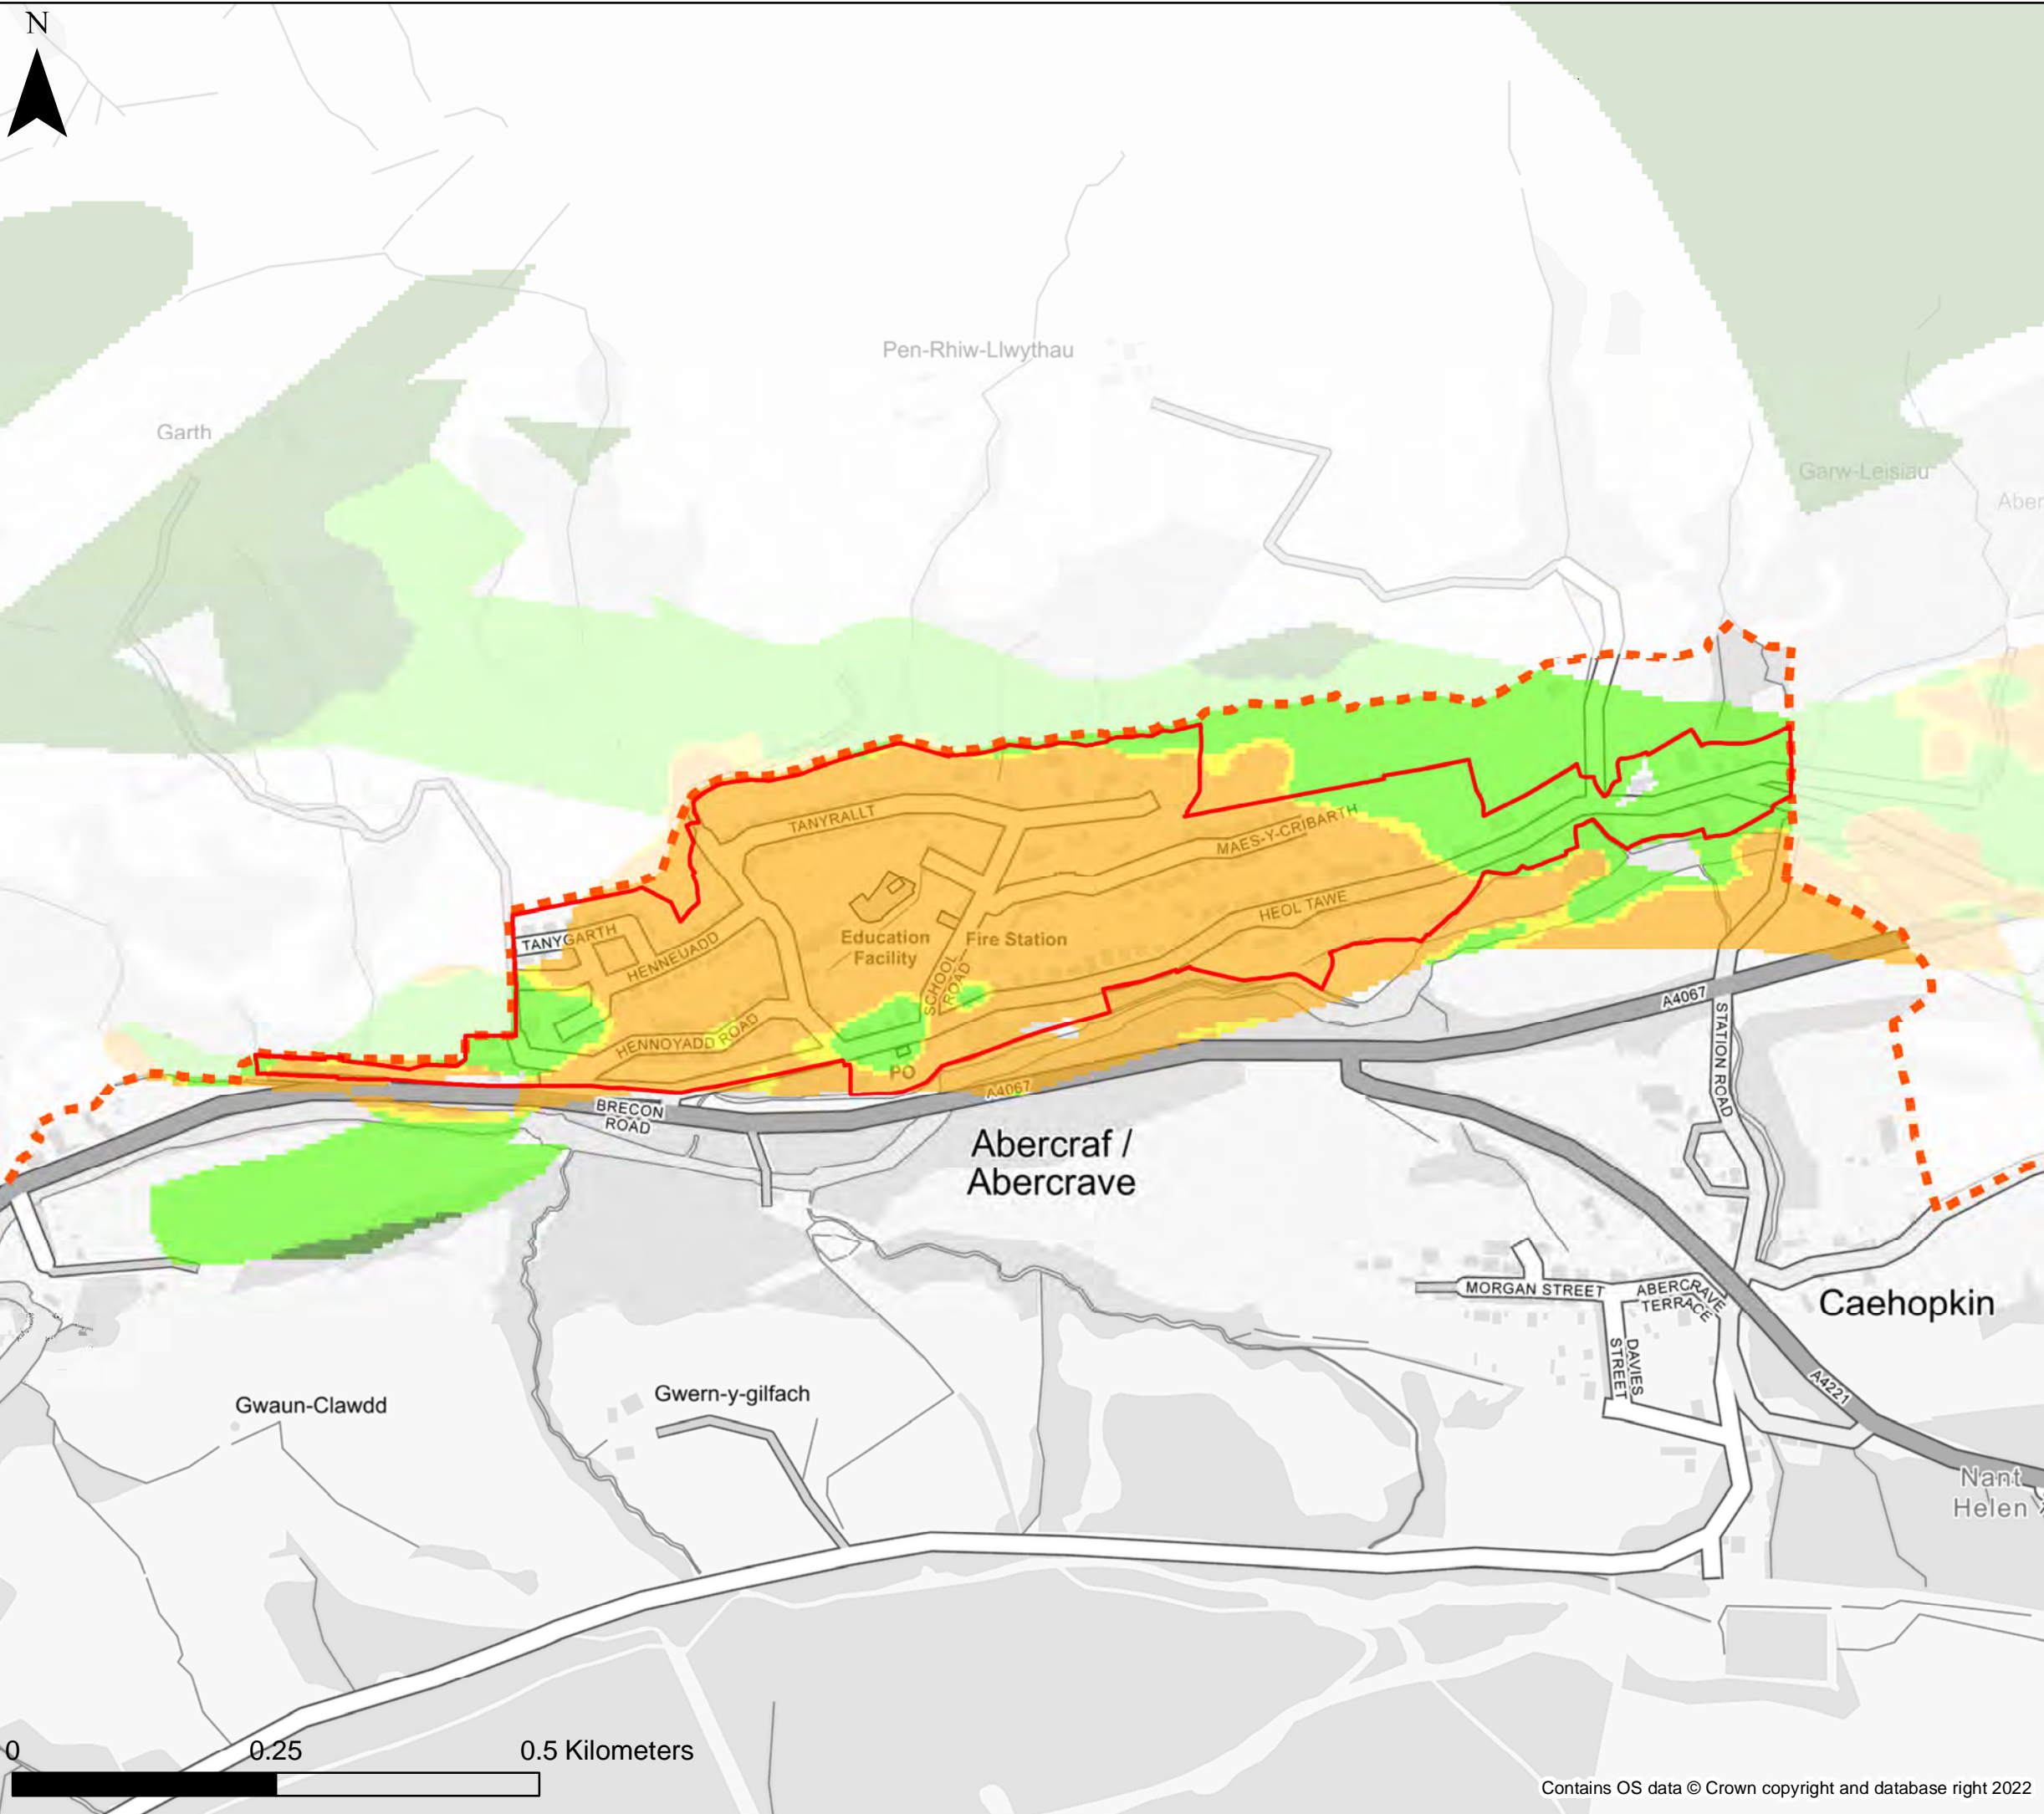 N
Pen-Rhiw-Llwythau
Garth
Garw-Leisiau
Aber
TANYRALLT
MAES-Y-CRIBARTH
HEOL TAWE
TANYGARTH
HENNEUADD
Education
Facility
Fire Station
SCHOOL
ROAD
HENNOYADD ROAD
PO
A4067
A4067
STATION ROAD
BRECON
ROAD
Abercraf /
Abercrave
MORGAN STREET
ABERCRAVE
TERRACE
Caehopkin
DAVIES
STREET
A4221
Gwaun-Clawdd
Gwern-y-gilfach
Nant
Helen
0
0.25
0.5 Kilometers
Contains OS data © Crown copyright and database right 2022